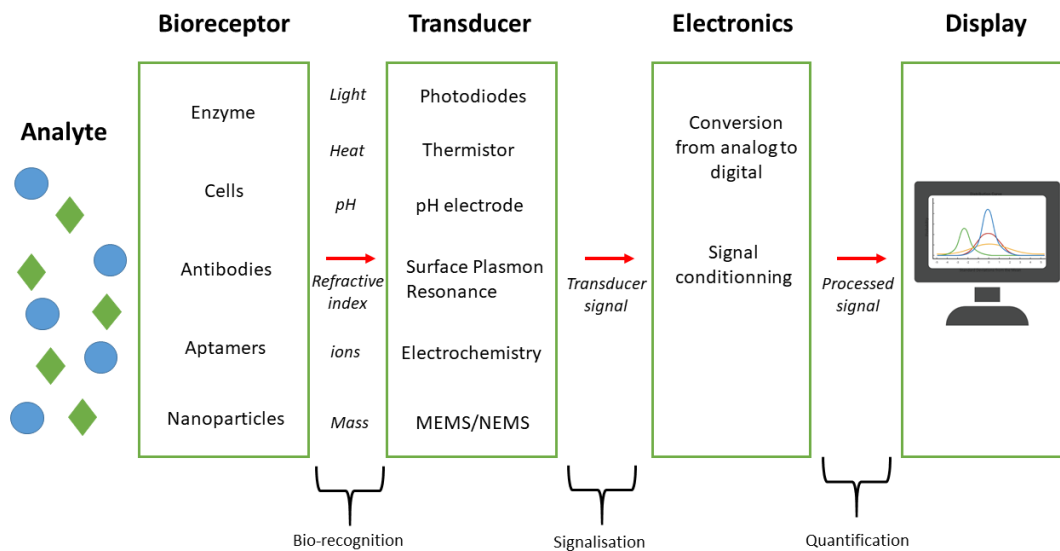 Bioreceptor
Transducer
Electronics
Display
Analyte
Enzyme
Cells
Antibodies
Aptamers
Nanoparticles
Light
Heat
pH
Refractive
index
ions
Mass
Photodiodes
Thermistor
pH electrode
Surface Plasmon
Resonance
Electrochemistry
MEMS/NEMS
Transducer
signal
Conversion
from analog to
digital
Signal
conditionning
Processed
signal
Bio-recognition
Signalisation
Quantification